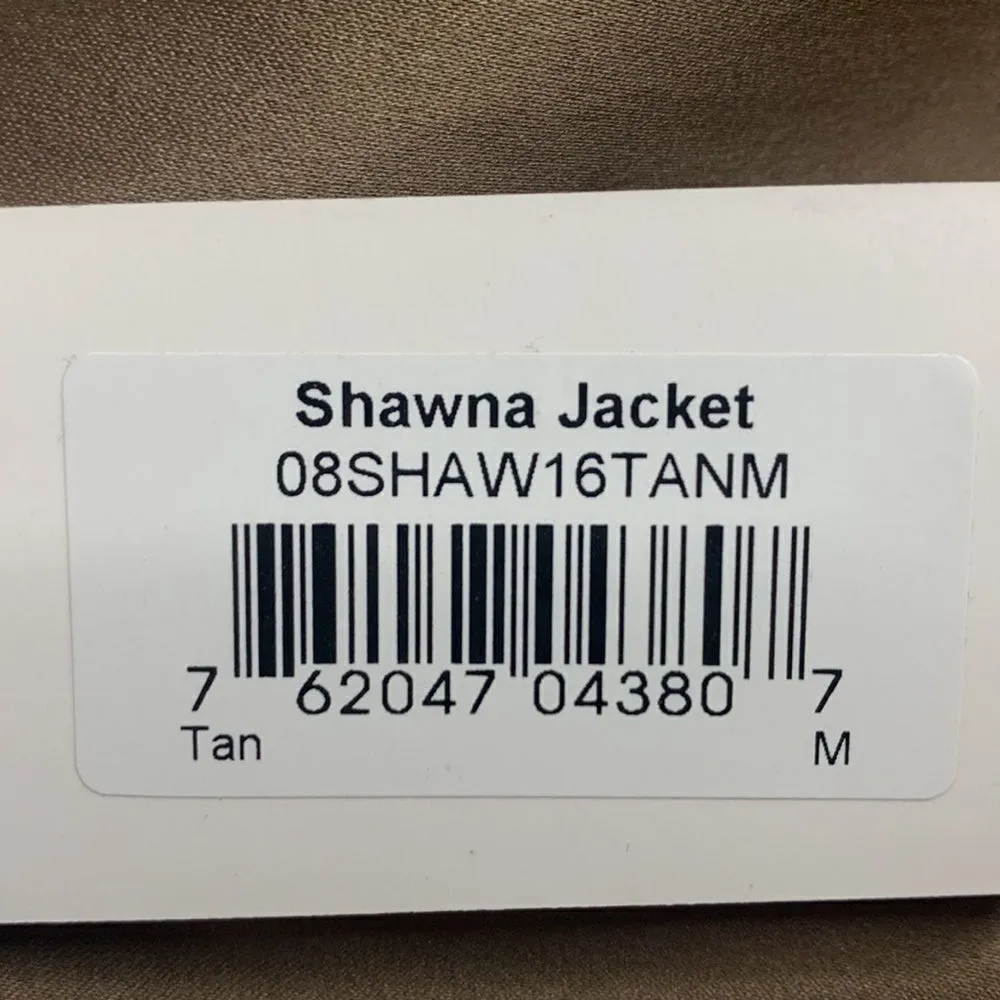 Shawna Jacket
08SHAW16TANM
7 62047 04380 7
Tan M